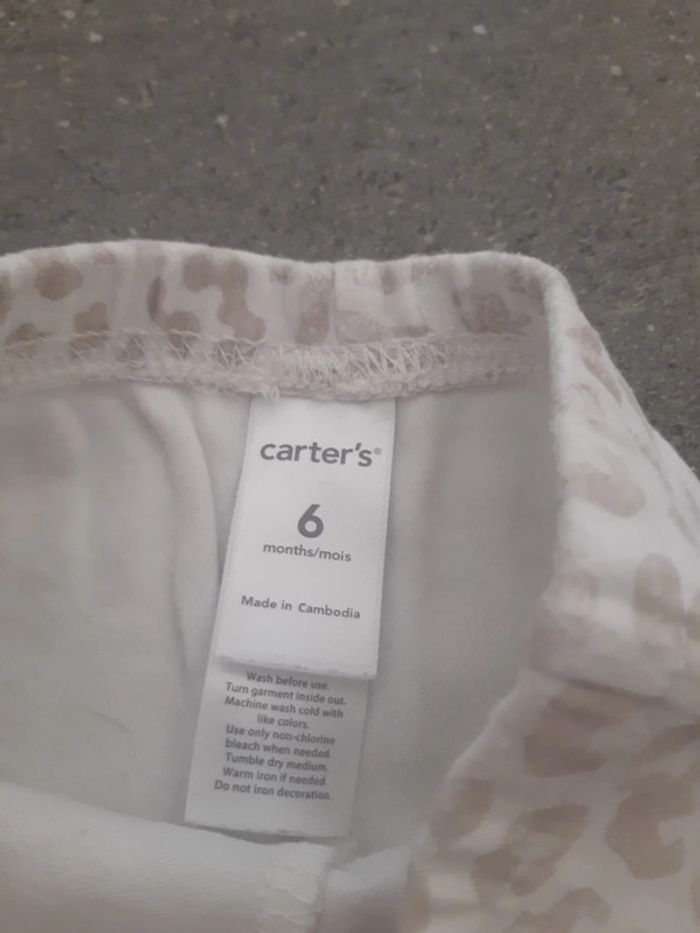 carter's®
6
months/mois
Made in Cambodia
Wash before use.
Turn garment inside out.
Machine wash cold with
like colors.
Use only non-chlorine
bleach when needed.
Tumble dry medium.
Warm iron if needed.
Do not iron decoration.